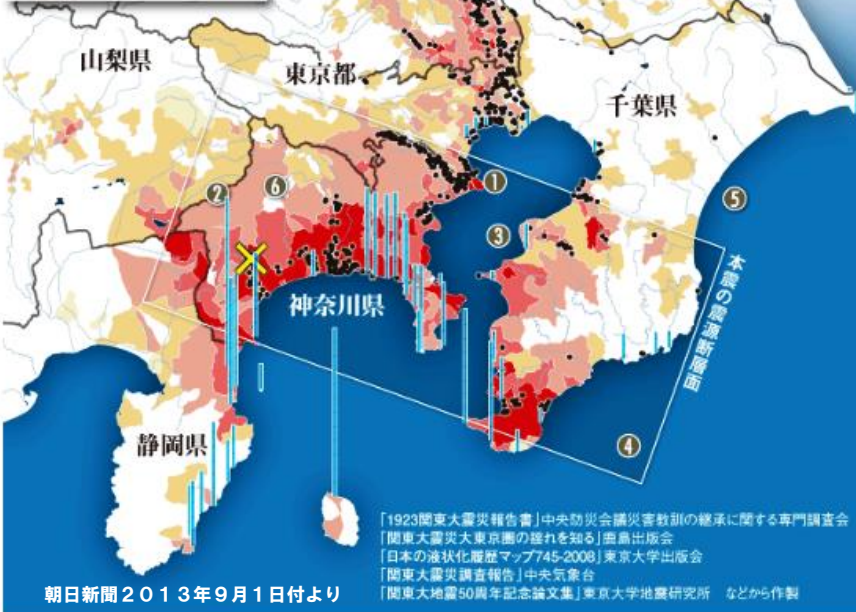 山梨県
東京都
千葉県
②
⑥
①
⑤
③
本震の震源断層面
神奈川県
静岡県
④
「1923関東大震災報告書」中央防災会議災害教訓の継承に関する専門調査会
「関東大震災大東京圏の揺れを知る」鹿島出版会
「日本の液状化履歴マップ745-2008」東京大学出版会
「関東大震災調査報告」中央気象台
「関東大地震50周年記念論文集」東京大学地震研究所　などから作製
朝日新聞２０１３年９月１日付より